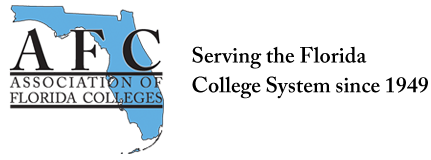 AFC
ASSOCIATION OF
FLORIDA COLLEGES
Serving the Florida
College System since 1949